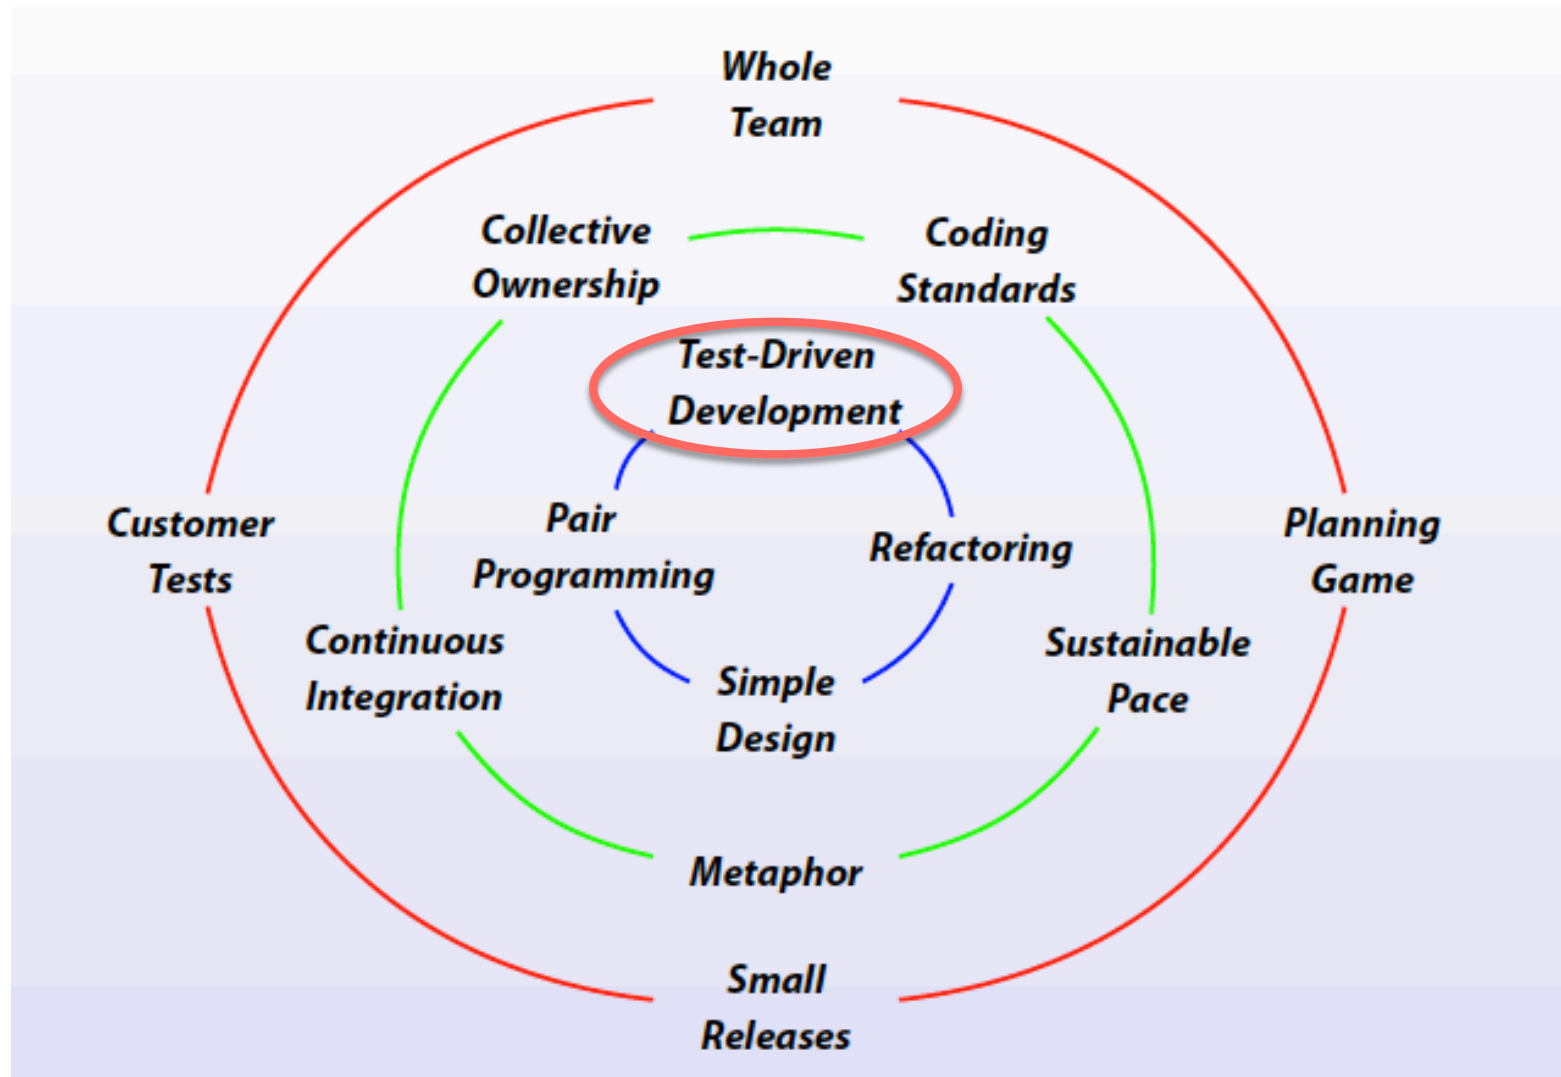 Whole
Team
Collective
Ownership
Coding
Standards
Test-Driven
Development
Customer
Tests
Pair
Programming
Refactoring
Planning
Game
Continuous
Integration
Simple
Design
Sustainable
Pace
Metaphor
Small
Releases